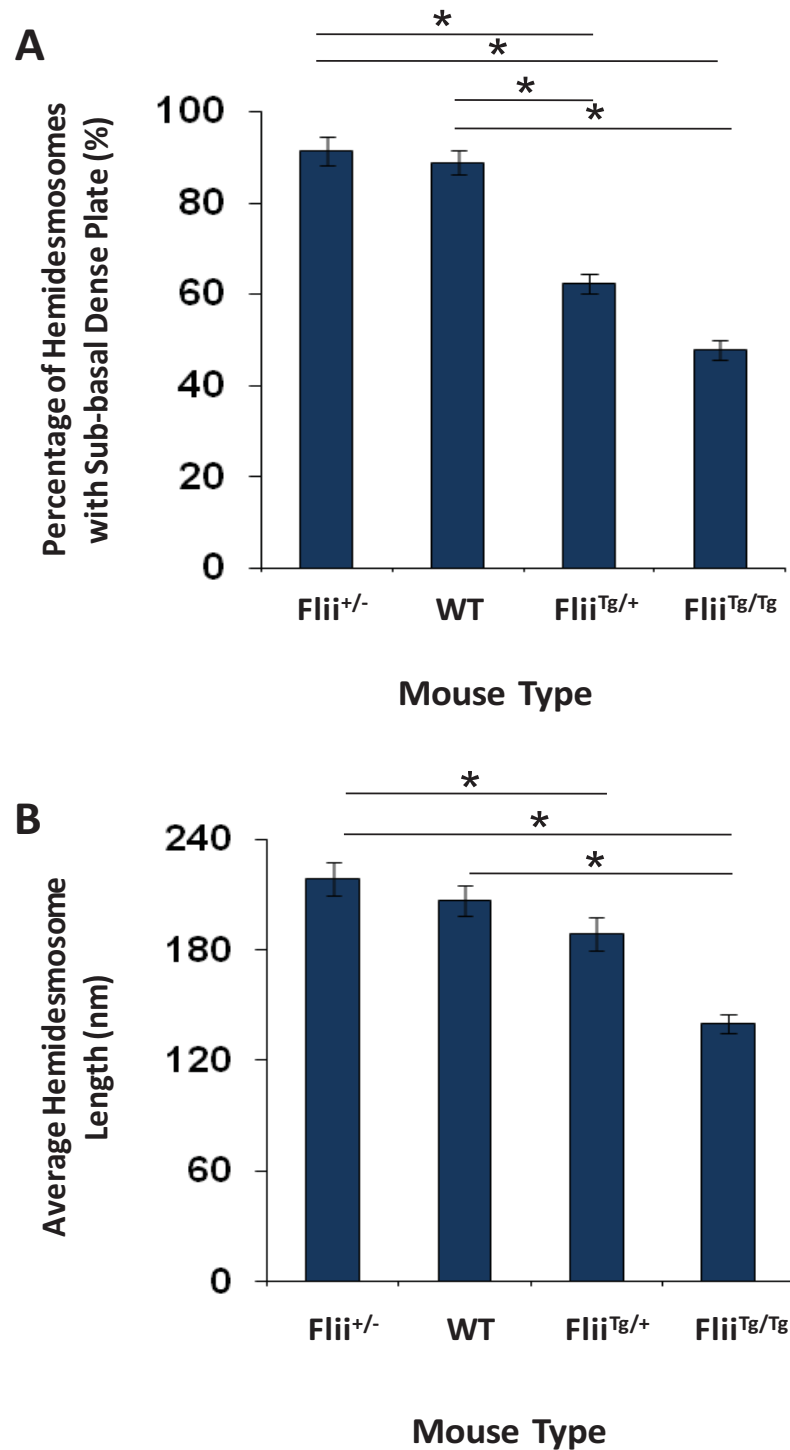 A
*
*
*
*
Percentage of Hemidesmosomes
with Sub-basal Dense Plate (%)
100
80
60
40
20
0
Flii+/- WT FliiTg/+ FliiTg/Tg
Mouse Type
B
*
*
*
Average Hemidesmosome
Length (nm)
240
180
120
60
0
Flii+/- WT FliiTg/+ FliiTg/Tg
Mouse Type